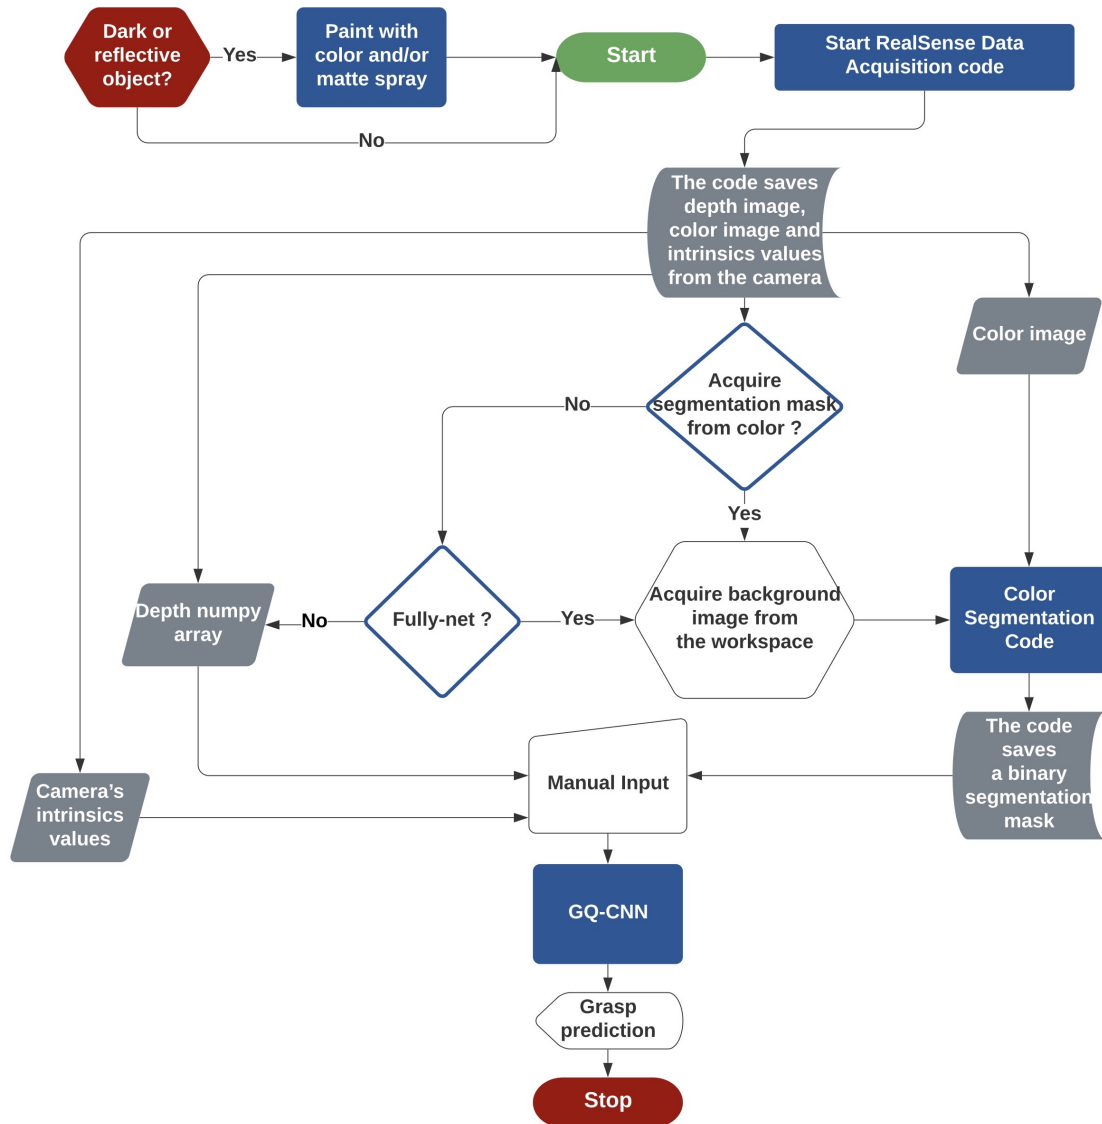 Dark or
reflective
object?
Yes
Paint with
color and/or
matte spray
Start
Start RealSense Data
Acquisition code
No
The code saves
depth image,
color image and
intrinsics values
from the camera
Color image
Acquire
segmentation mask
from color ?
No
Yes
Depth numpy
array
No
Fully-net ?
Yes
Acquire background
image from
the workspace
Color
Segmentation
Code
The code
saves
a binary
segmentation
mask
Manual Input
Camera's
intrinsics
values
GQ-CNN
Grasp
prediction
Stop